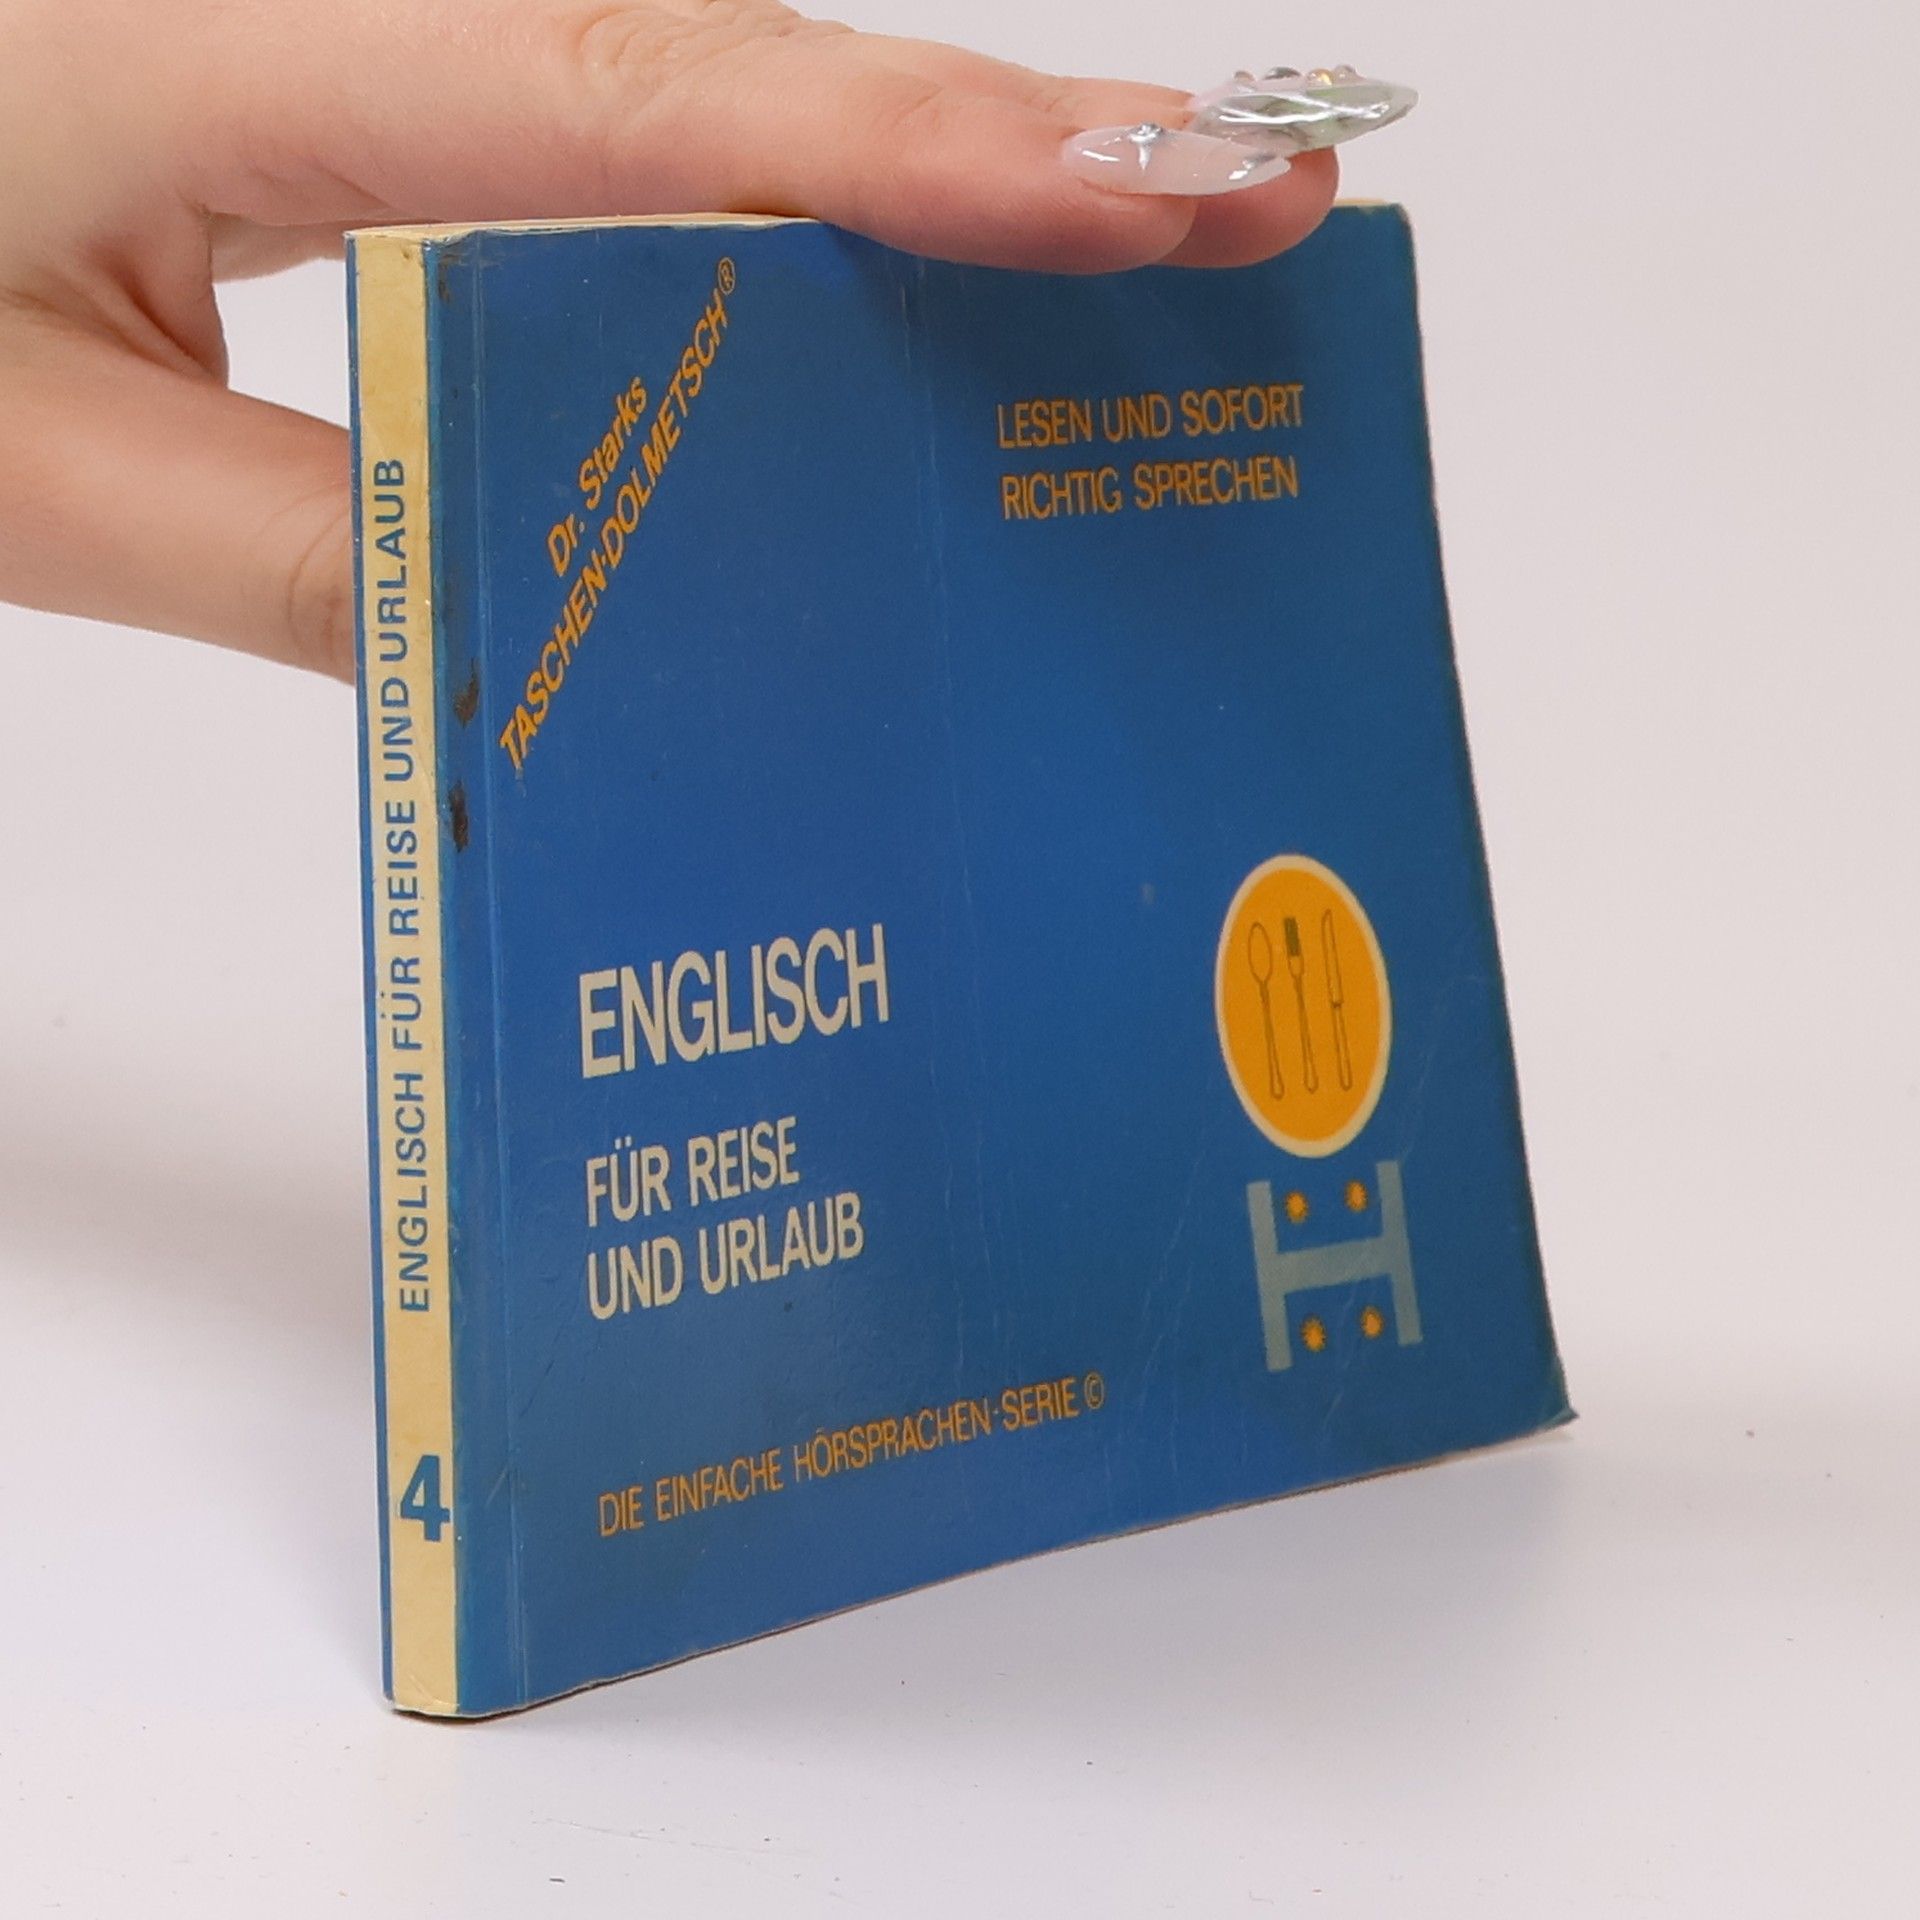 ENGLISCH FÜR REISE UND URLAUB
4
Dr. Starks
TASCHEN-DOLMETSCH®
LESEN UND SOFORT
RICHTIG SPRECHEN
ENGLISCH
FÜR REISE
UND URLAUB
H
DIE EINFACHE HÖRSPRACHEN-SERIE ©